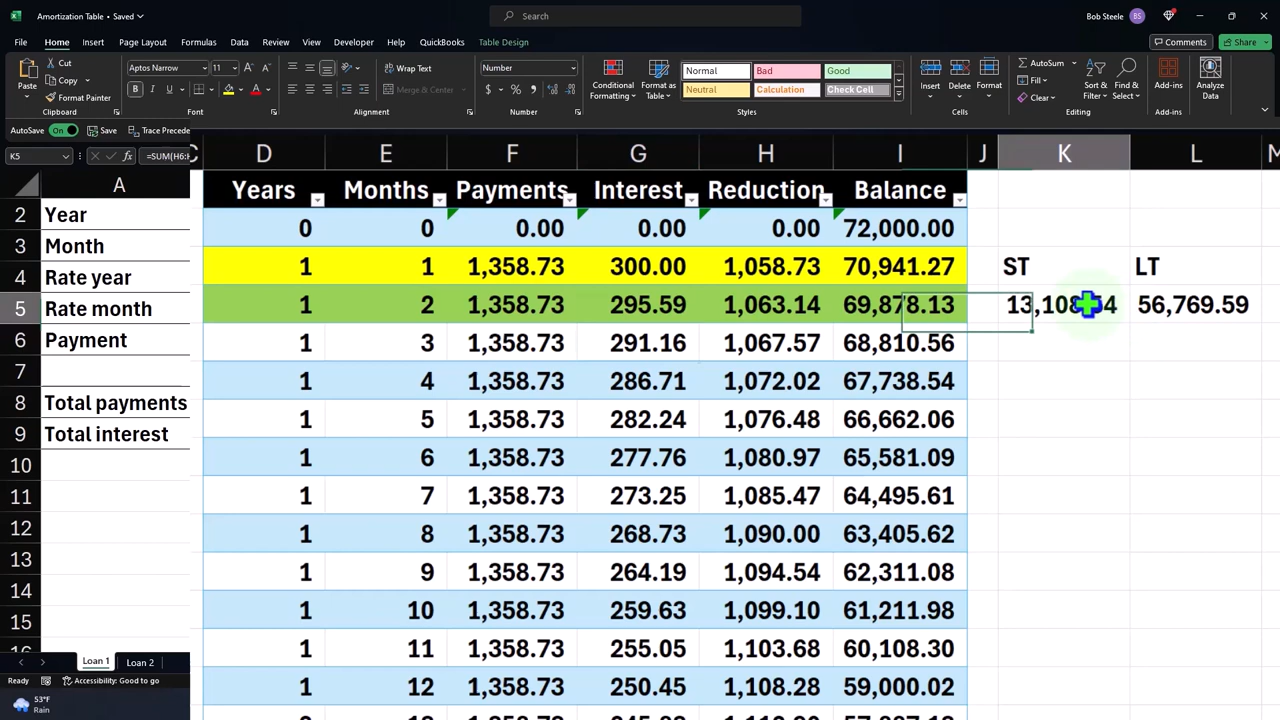 Amortization Table • Saved
Search
Bob Steele
BS
File Home Insert Page Layout Formulas Data Review View Developer Automate Help QuickBooks Table Design
Comments
Share
Paste
Cut
Copy
Format Painter
Clipboard
Aptos Narrow
11
B I U
Font
Wrap Text
Merge & Center
Alignment
Number
Number
Conditional Formatting
Format as Table
Normal Bad Good
Neutral Calculation Check Cell
Styles
Insert Delete Format
Cells
AutoSum
Fill
Clear
Sort & Filter
Find & Select
Editing
Add-ins
Add-ins
Analyze Data
AutoSave On Save Trace Precede
K5 fx =SUM(H6:
A C D E F G H I J K L M
Years Months Payments Interest Reduction Balance
2 Year 0 0 0.00 0.00 0.00 72,000.00
3 Month 1 1 1,358.73 300.00 1,058.73 70,941.27 ST LT
4 Rate year 1 2 1,358.73 295.59 1,063.14 69,878.13 56,769.59
5 Rate month 1 3 1,358.73 291.16 1,067.57 68,810.56
6 Payment 1 4 1,358.73 286.71 1,072.02 67,738.54
7 1 5 1,358.73 282.24 1,076.48 66,662.06
8 Total payments 1 6 1,358.73 277.76 1,080.97 65,581.09
9 Total interest 1 7 1,358.73 273.25 1,085.47 64,495.61
10 1 8 1,358.73 268.73 1,090.00 63,405.62
11 1 9 1,358.73 264.19 1,094.54 62,311.08
12 1 10 1,358.73 259.63 1,099.10 61,211.98
13 1 11 1,358.73 255.05 1,103.68 60,108.30
14 1 12 1,358.73 250.45 1,108.28 59,000.02
15
Loan 1 Loan 2
Ready
Accessibility: Good to go
53°F
Rain